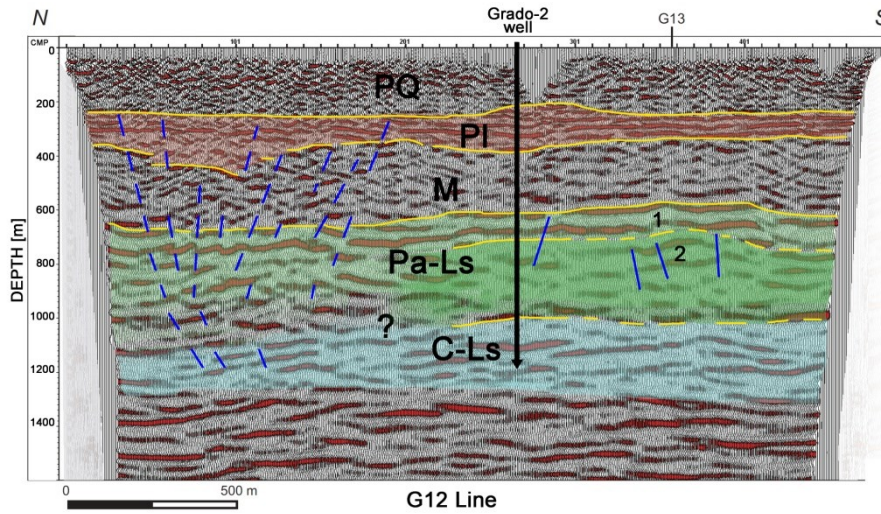 N
Grado-2
well
G13
S
CMP
101
201
301
401
0
200
400
600
800
1000
1200
1400
DEPTH [m]
PQ
Pl
M
1
2
Pa-Ls
?
C-Ls
0
500 m
G12 Line